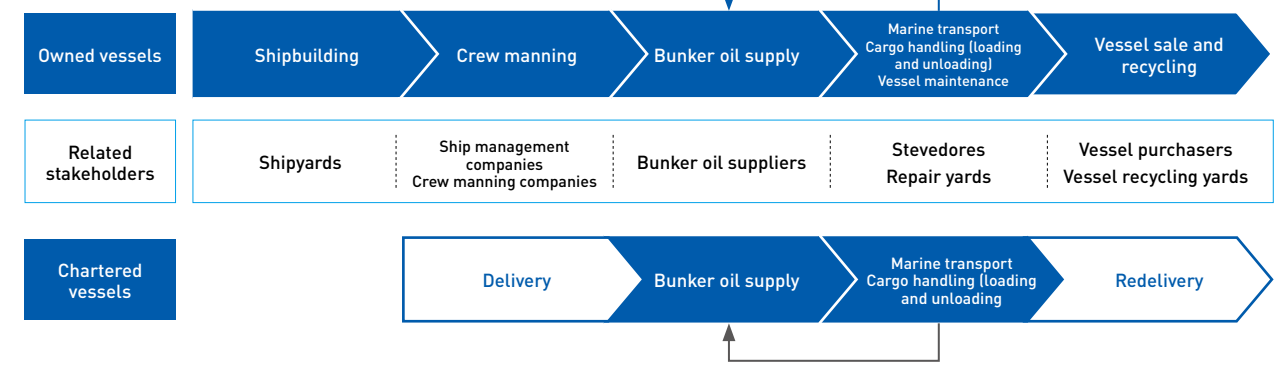 Owned vessels
Shipbuilding
Crew manning
Bunker oil supply
Marine transport
Cargo handling (loading
and unloading)
Vessel maintenance
Vessel sale and
recycling
Related
stakeholders
Shipyards
Ship management
companies
Crew manning companies
Bunker oil suppliers
Stevedores
Repair yards
Vessel purchasers
Vessel recycling yards
Chartered
vessels
Delivery
Bunker oil supply
Marine transport
Cargo handling (loading
and unloading
Redelivery